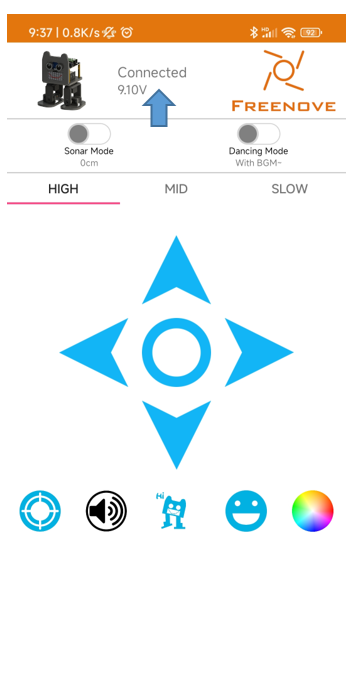 9:37 | 0.8K/s
92
Connected
9.10V
FREENOVE
Sonar Mode
0cm
Dancing Mode
With BGM~
HIGH MID SLOW
Hi